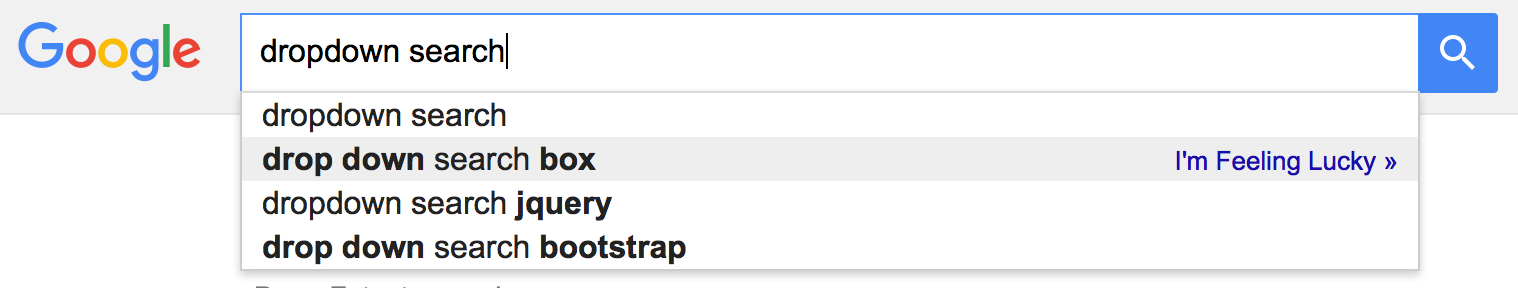 Google
dropdown search
dropdown search
drop down search box I'm Feeling Lucky »
dropdown search jquery
drop down search bootstrap